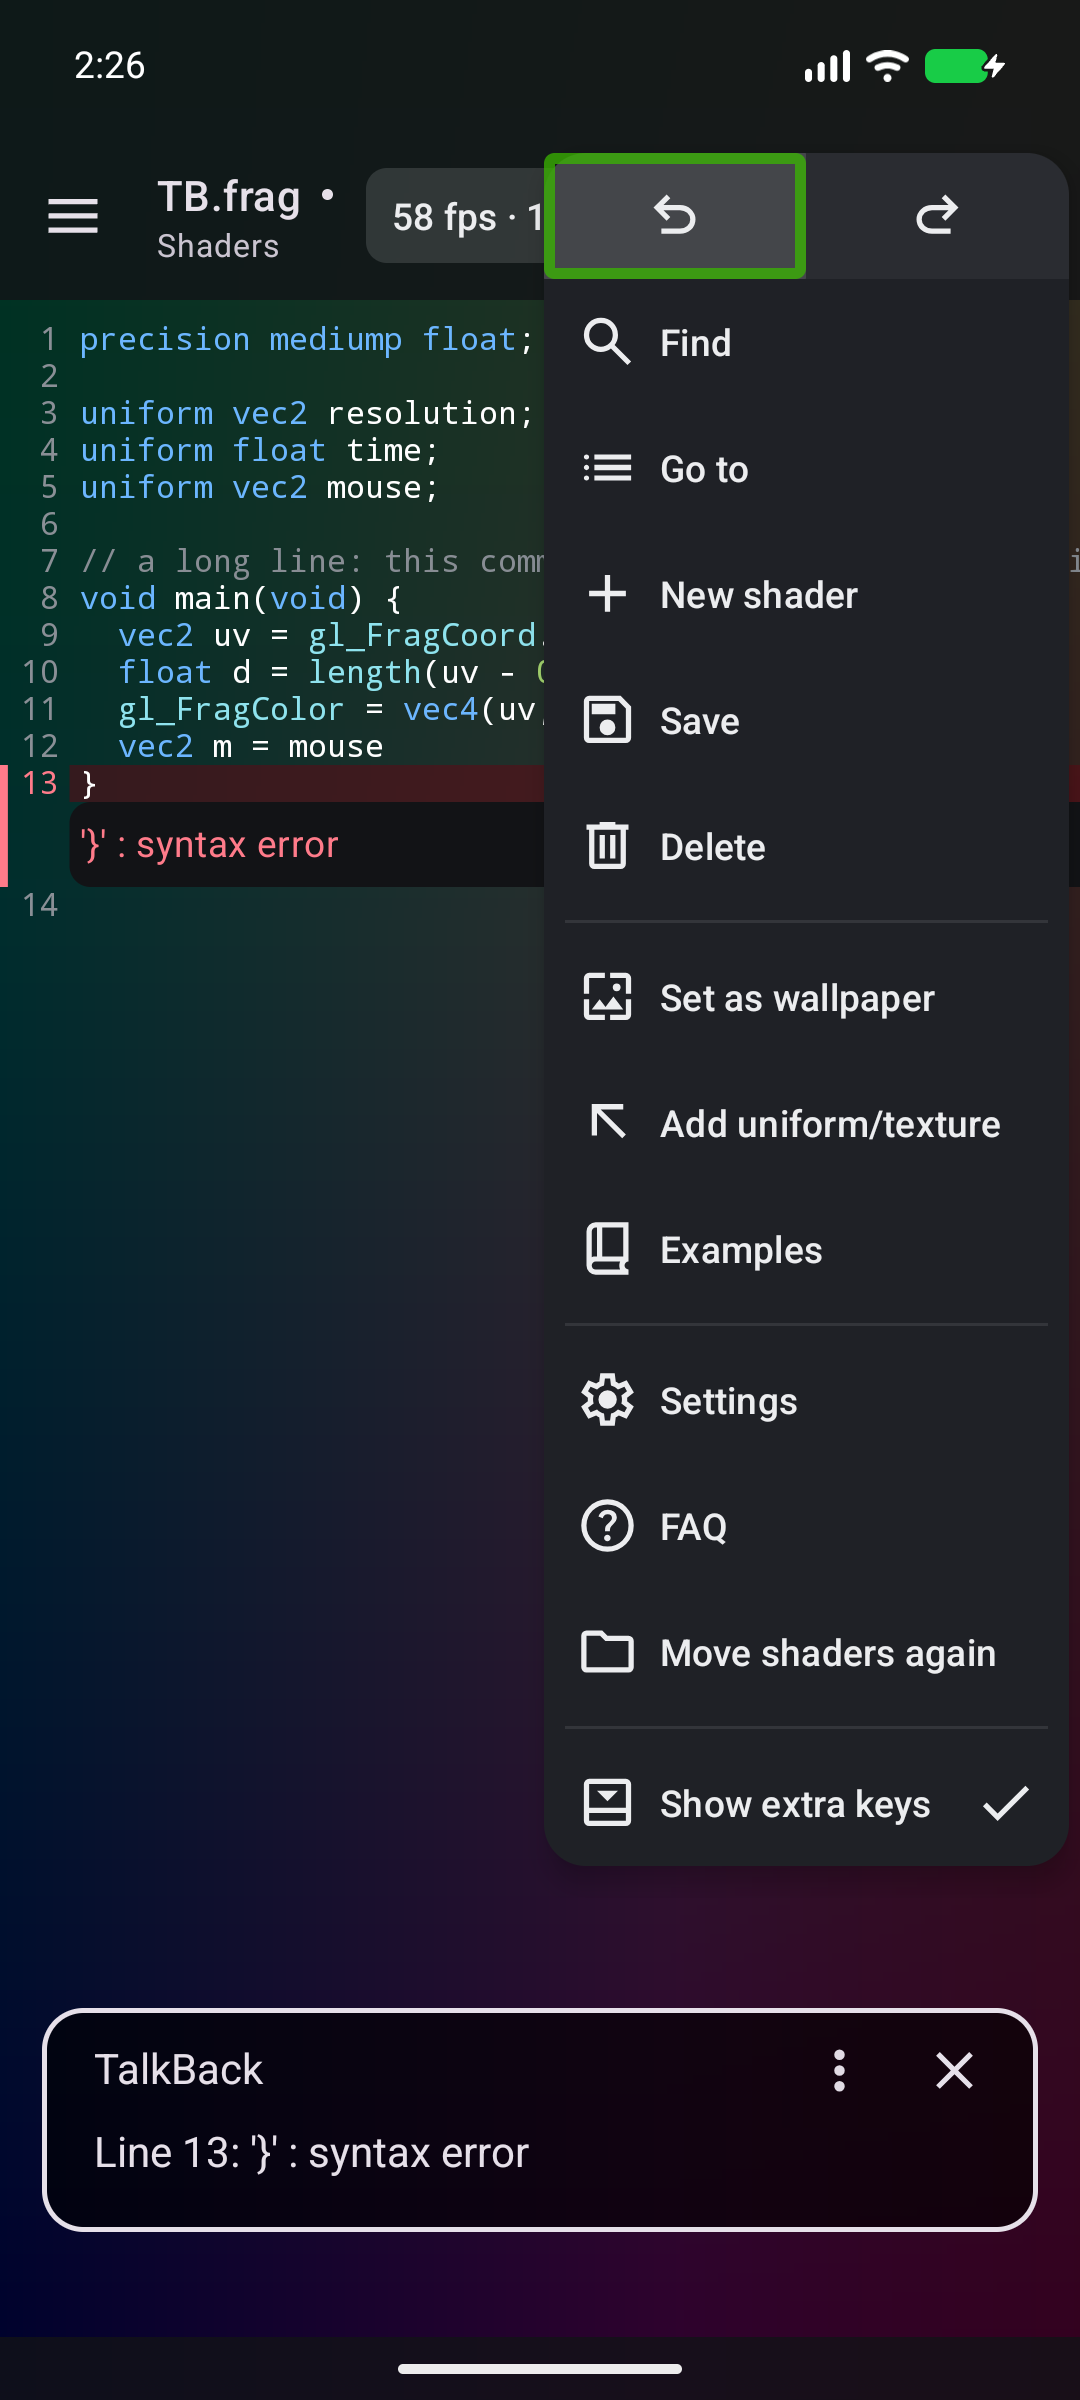 2:26
TB.frag •
Shaders
58 fps · 1
1 precision mediump float;
2
3 uniform vec2 resolution;
4 uniform float time;
5 uniform vec2 mouse;
6
7 // a long line: this com
8 void main(void) {
9 vec2 uv = gl_FragCoord.
10 float d = length(uv -
11 gl_FragColor = vec4(uv,
12 vec2 m = mouse
13 }
'}' : syntax error
14
Find
Go to
New shader
Save
Delete
Set as wallpaper
Add uniform/texture
Examples
Settings
FAQ
Move shaders again
Show extra keys
TalkBack
Line 13: '}' : syntax error